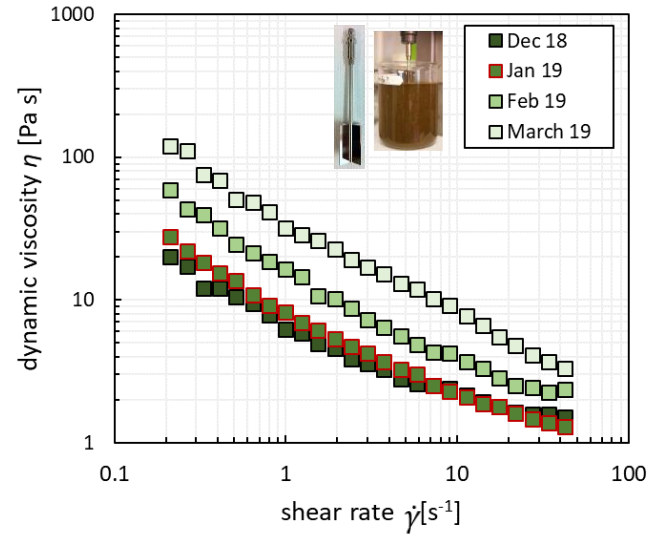 1000
100
10
1
0.1
1
10
100
dynamic viscosity η [Pa s]
shear rate γ̇[s⁻¹]
Dec 18
Jan 19
Feb 19
March 19